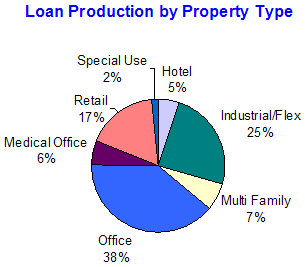 Loan Production by Property Type
Special Use
2%
Hotel
5%
Retail
17%
Industrial/Flex
25%
Medical Office
6%
Multi Family
7%
Office
38%